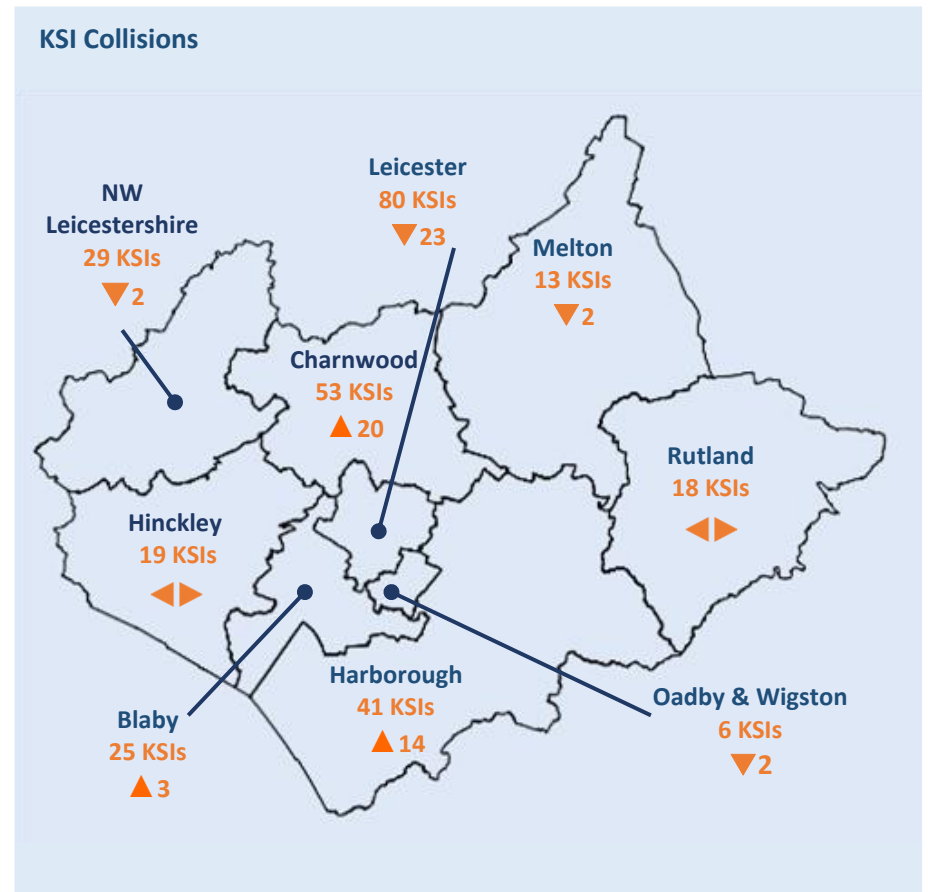 KSI Collisions
Leicester
80 KSIs
▼ 23
NW
Leicestershire
29 KSIs
▼ 2
Melton
13 KSIs
▼ 2
Charnwood
53 KSIs
▲ 20
Rutland
18 KSIs
◀▶
Hinckley
19 KSIs
◀▶
Harborough
41 KSIs
▲ 14
Oadby & Wigston
6 KSIs
▼ 2
Blaby
25 KSIs
▲ 3